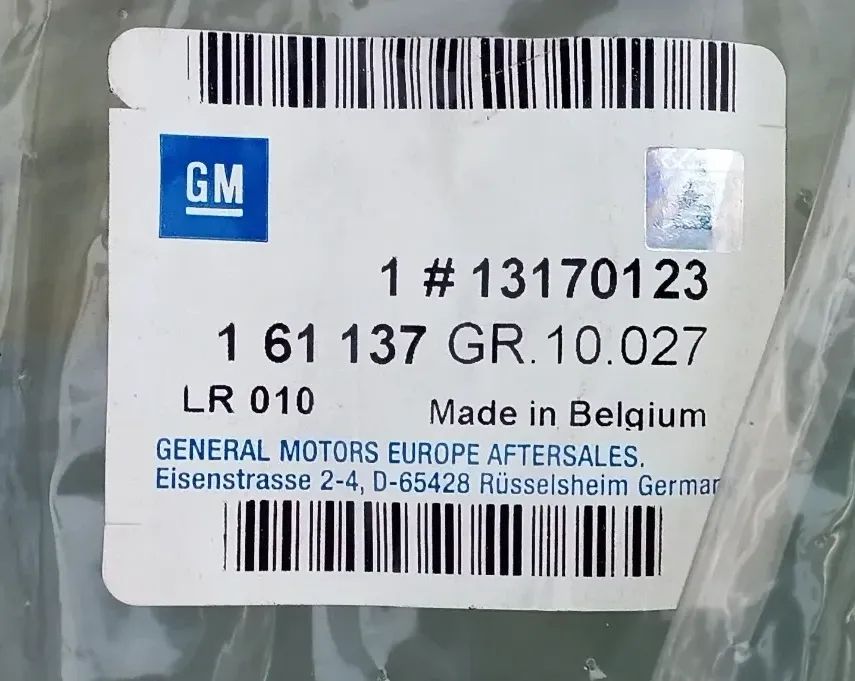 GM
1 # 13170123
1 61 137 GR. 10.027
LR 010
Made in Belgium
GENERAL MOTORS EUROPE AFTERSALES.
Eisenstrasse 2-4, D-65428 Rüsselsheim